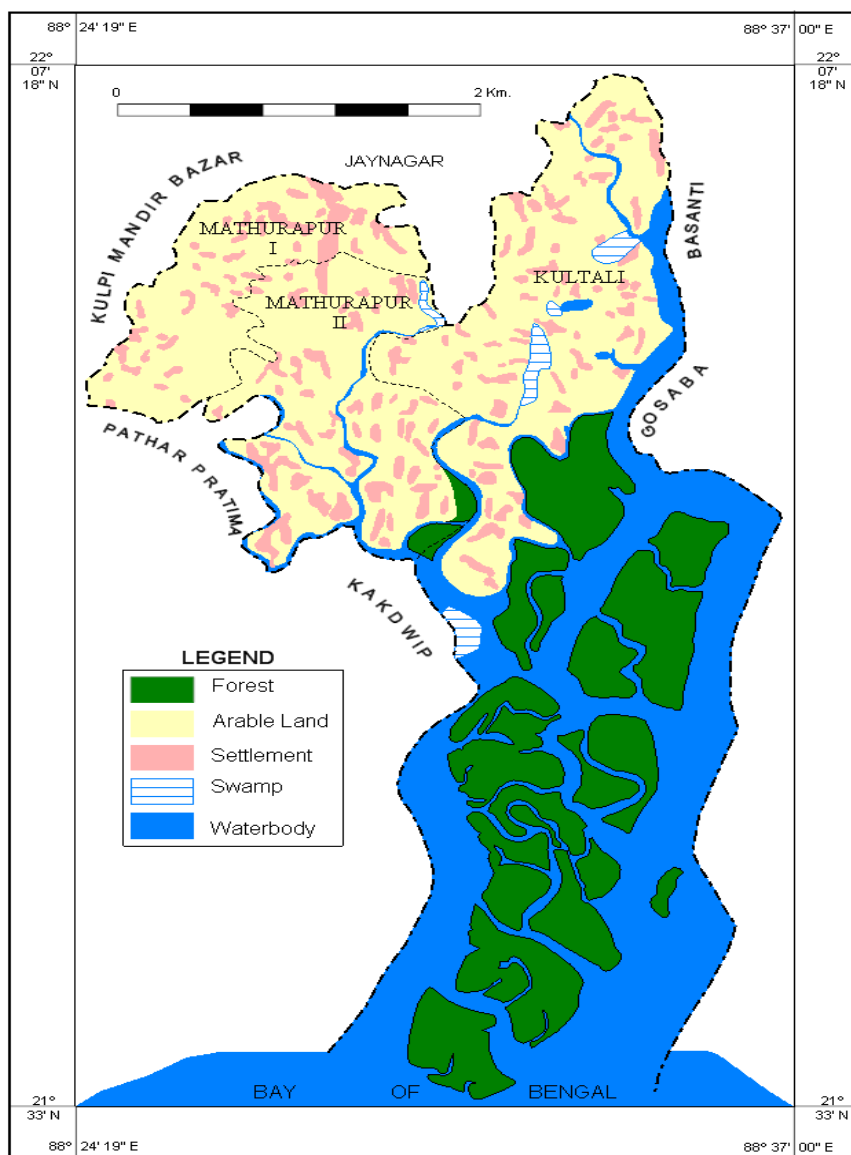 88° 24' 19" E
88° 37' 00" E
22°
07'
18" N
22°
07'
18" N
0 2 Km.
JAYNAGAR
KULPI MANDIR BAZAR
BASANTI
MATHURAPUR
I
KULTALI
MATHURAPUR
II
GOSABA
PATHAR PRATIMA
KAKDWIP
LEGEND
Forest
Arable Land
Settlement
Swamp
Waterbody
BAY OF BENGAL
21°
33' N
21°
33' N
88° 24' 19" E
88° 37' 00" E